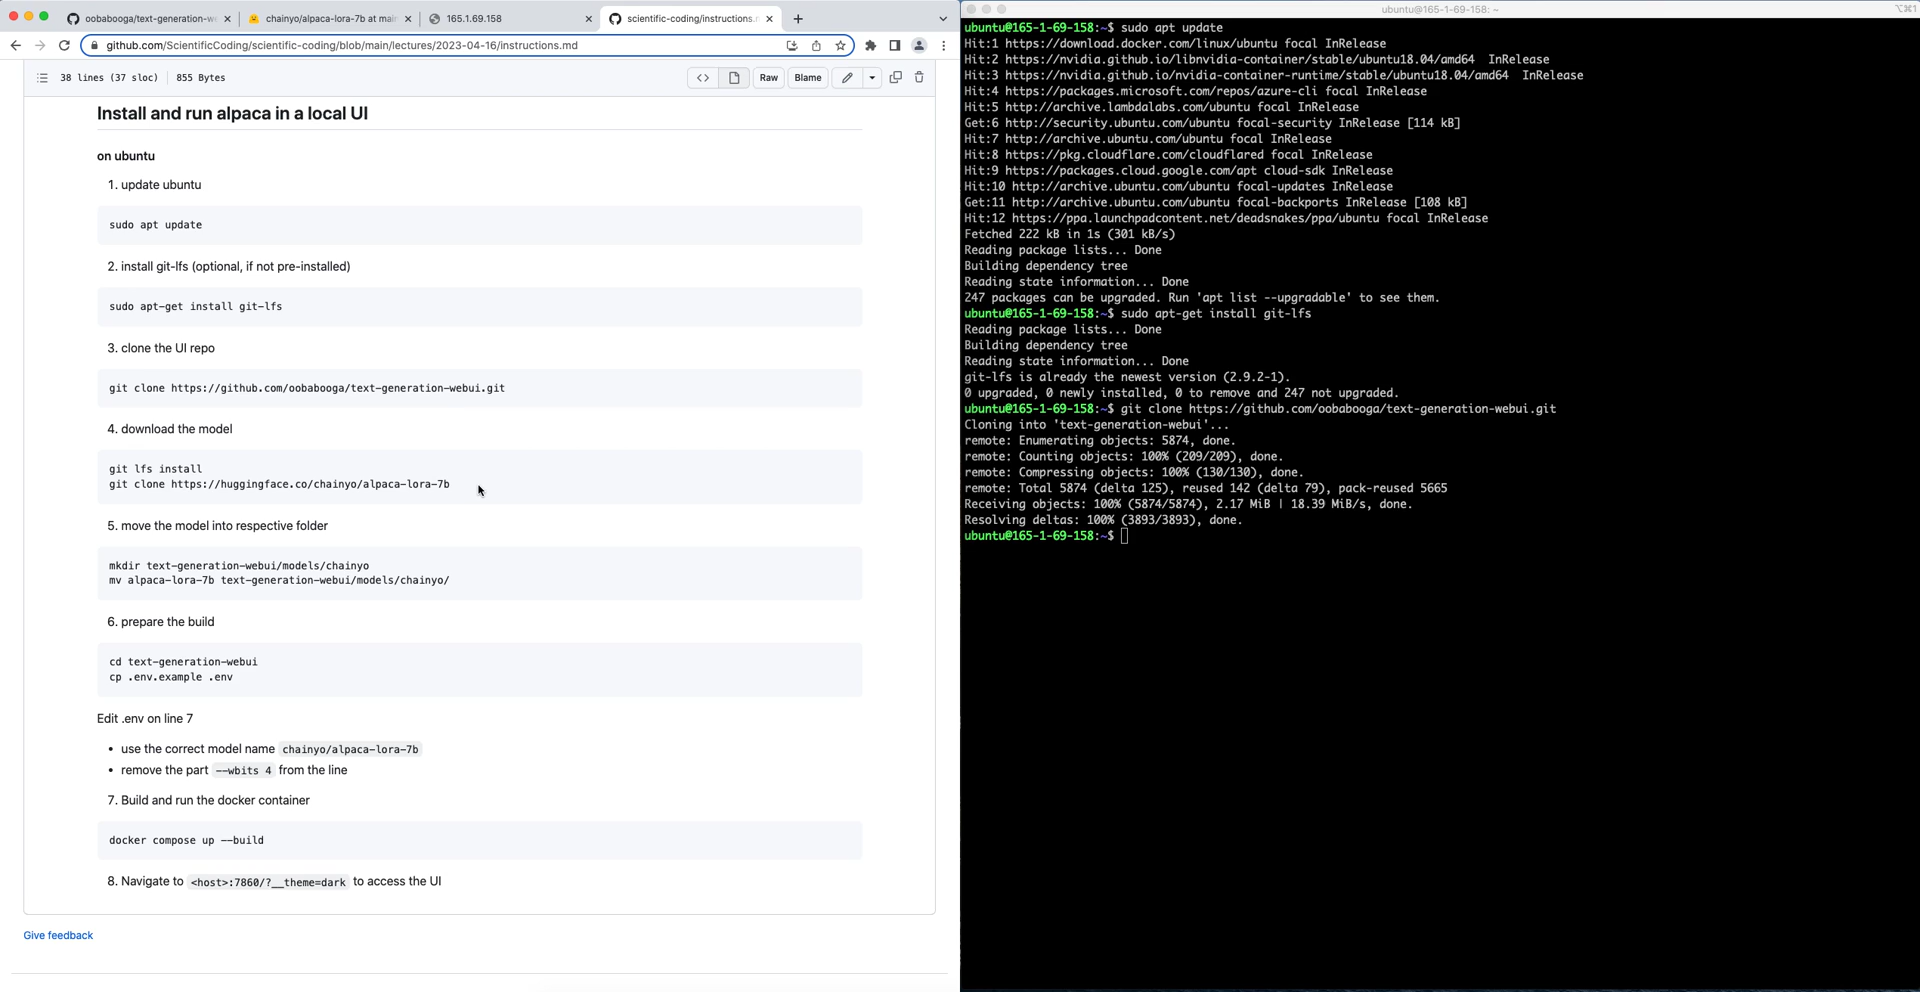 oobabooga/text-generation-w
chainyo/alpaca-lora-7b at mai
165.1.69.158
scientific-coding/instructions.
github.com/ScientificCoding/scientific-coding/blob/main/lectures/2023-04-16/instructions.md
38 lines (37 sloc) 855 Bytes
Raw
Blame
Install and run alpaca in a local UI
on ubuntu
1. update ubuntu
sudo apt update
2. install git-lfs (optional, if not pre-installed)
sudo apt-get install git-lfs
3. clone the UI repo
git clone https://github.com/oobabooga/text-generation-webui.git
4. download the model
git lfs install
git clone https://huggingface.co/chainyo/alpaca-lora-7b
5. move the model into respective folder
mkdir text-generation-webui/models/chainyo
mv alpaca-lora-7b text-generation-webui/models/chainyo/
6. prepare the build
cd text-generation-webui
cp .env.example .env
Edit .env on line 7
• use the correct model name chainyo/alpaca-lora-7b
• remove the part --wbits 4 from the line
7. Build and run the docker container
docker compose up --build
8. Navigate to <host>:7860/?__theme=dark to access the UI
Give feedback
ubuntu@165-1-69-158: ~
⌥⌘1
ubuntu@165-1-69-158:~$ sudo apt update
Hit:1 https://download.docker.com/linux/ubuntu focal InRelease
Hit:2 https://nvidia.github.io/libnvidia-container/stable/ubuntu18.04/amd64  InRelease
Hit:3 https://nvidia.github.io/nvidia-container-runtime/stable/ubuntu18.04/amd64  InRelease
Hit:4 https://packages.microsoft.com/repos/azure-cli focal InRelease
Hit:5 http://archive.lambdalabs.com/ubuntu focal InRelease
Get:6 http://security.ubuntu.com/ubuntu focal-security InRelease [114 kB]
Hit:7 http://archive.ubuntu.com/ubuntu focal InRelease
Hit:8 https://pkg.cloudflare.com/cloudflared focal InRelease
Hit:9 https://packages.cloud.google.com/apt cloud-sdk InRelease
Hit:10 http://archive.ubuntu.com/ubuntu focal-updates InRelease
Get:11 http://archive.ubuntu.com/ubuntu focal-backports InRelease [108 kB]
Hit:12 https://ppa.launchpadcontent.net/deadsnakes/ppa/ubuntu focal InRelease
Fetched 222 kB in 1s (301 kB/s)
Reading package lists... Done
Building dependency tree
Reading state information... Done
247 packages can be upgraded. Run 'apt list --upgradable' to see them.
ubuntu@165-1-69-158:~$ sudo apt-get install git-lfs
Reading package lists... Done
Building dependency tree
Reading state information... Done
git-lfs is already the newest version (2.9.2-1).
0 upgraded, 0 newly installed, 0 to remove and 247 not upgraded.
ubuntu@165-1-69-158:~$ git clone https://github.com/oobabooga/text-generation-webui.git
Cloning into 'text-generation-webui'...
remote: Enumerating objects: 5874, done.
remote: Counting objects: 100% (209/209), done.
remote: Compressing objects: 100% (130/130), done.
remote: Total 5874 (delta 125), reused 142 (delta 79), pack-reused 5665
Receiving objects: 100% (5874/5874), 2.17 MiB | 18.39 MiB/s, done.
Resolving deltas: 100% (3893/3893), done.
ubuntu@165-1-69-158:~$